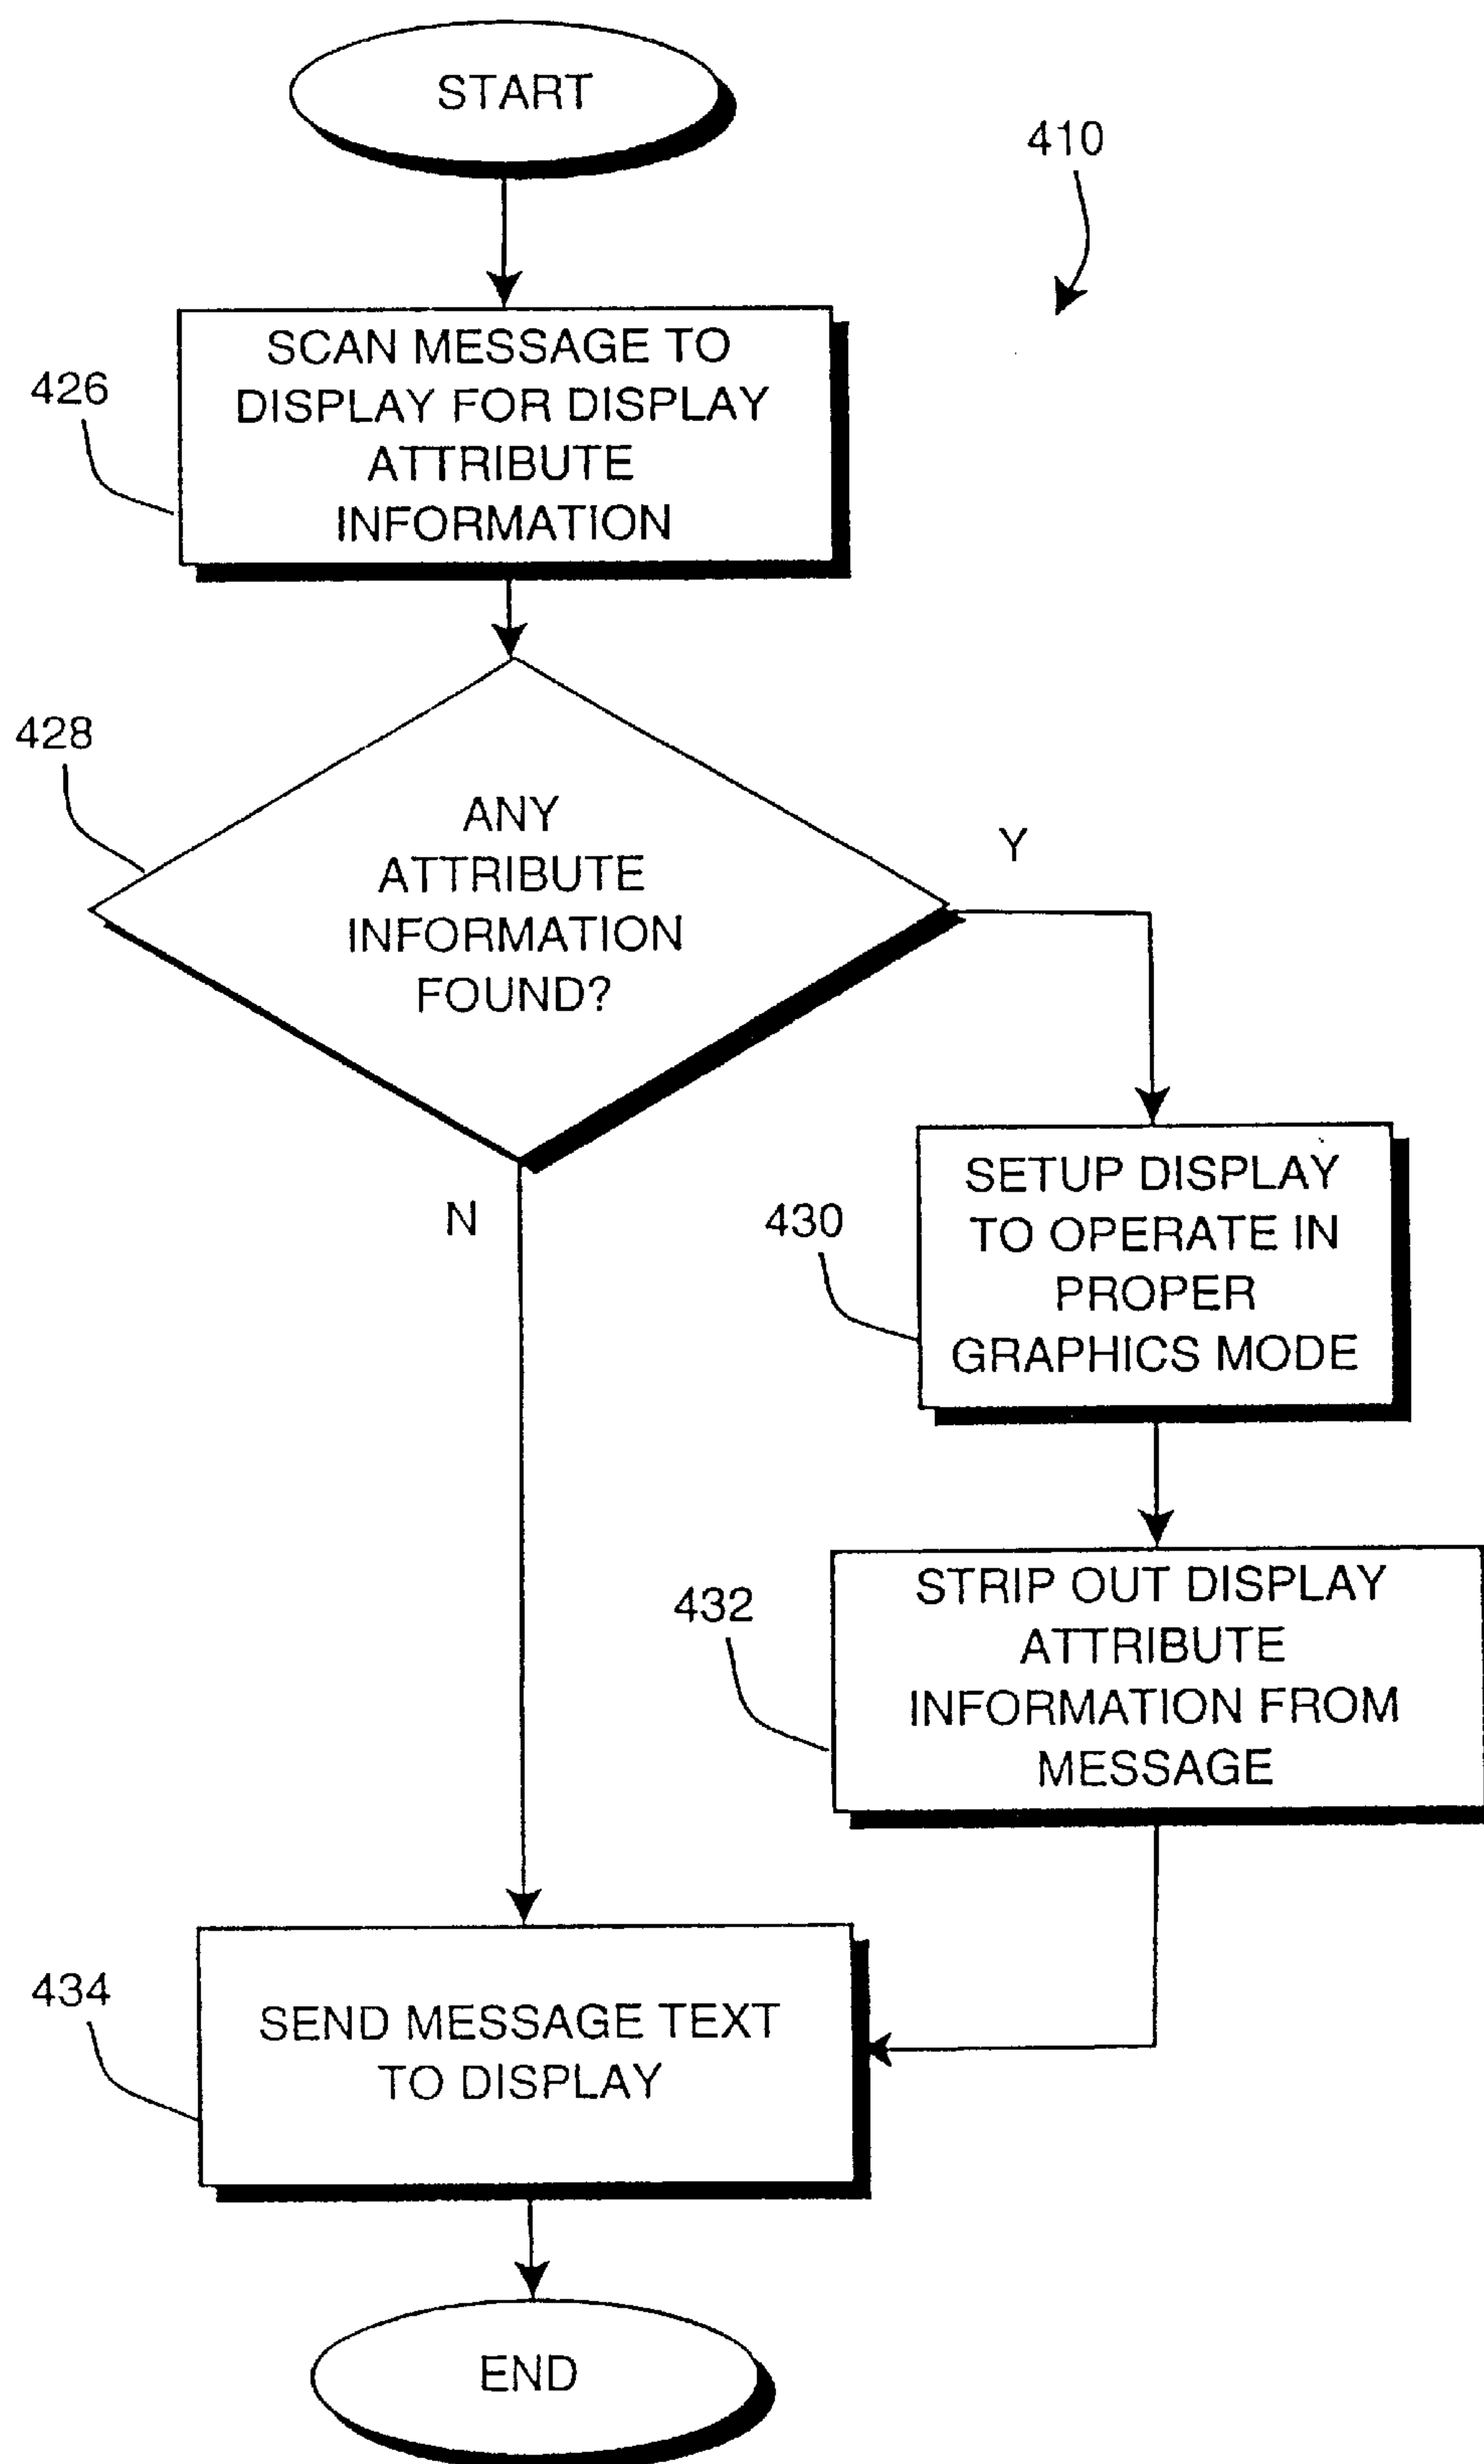 START
410
SCAN MESSAGE TO
DISPLAY FOR DISPLAY
ATTRIBUTE
INFORMATION
426
428
ANY
ATTRIBUTE
INFORMATION
FOUND?
Y
N
SETUP DISPLAY
TO OPERATE IN
PROPER
GRAPHICS MODE
430
STRIP OUT DISPLAY
ATTRIBUTE
INFORMATION FROM
MESSAGE
432
SEND MESSAGE TEXT
TO DISPLAY
434
END